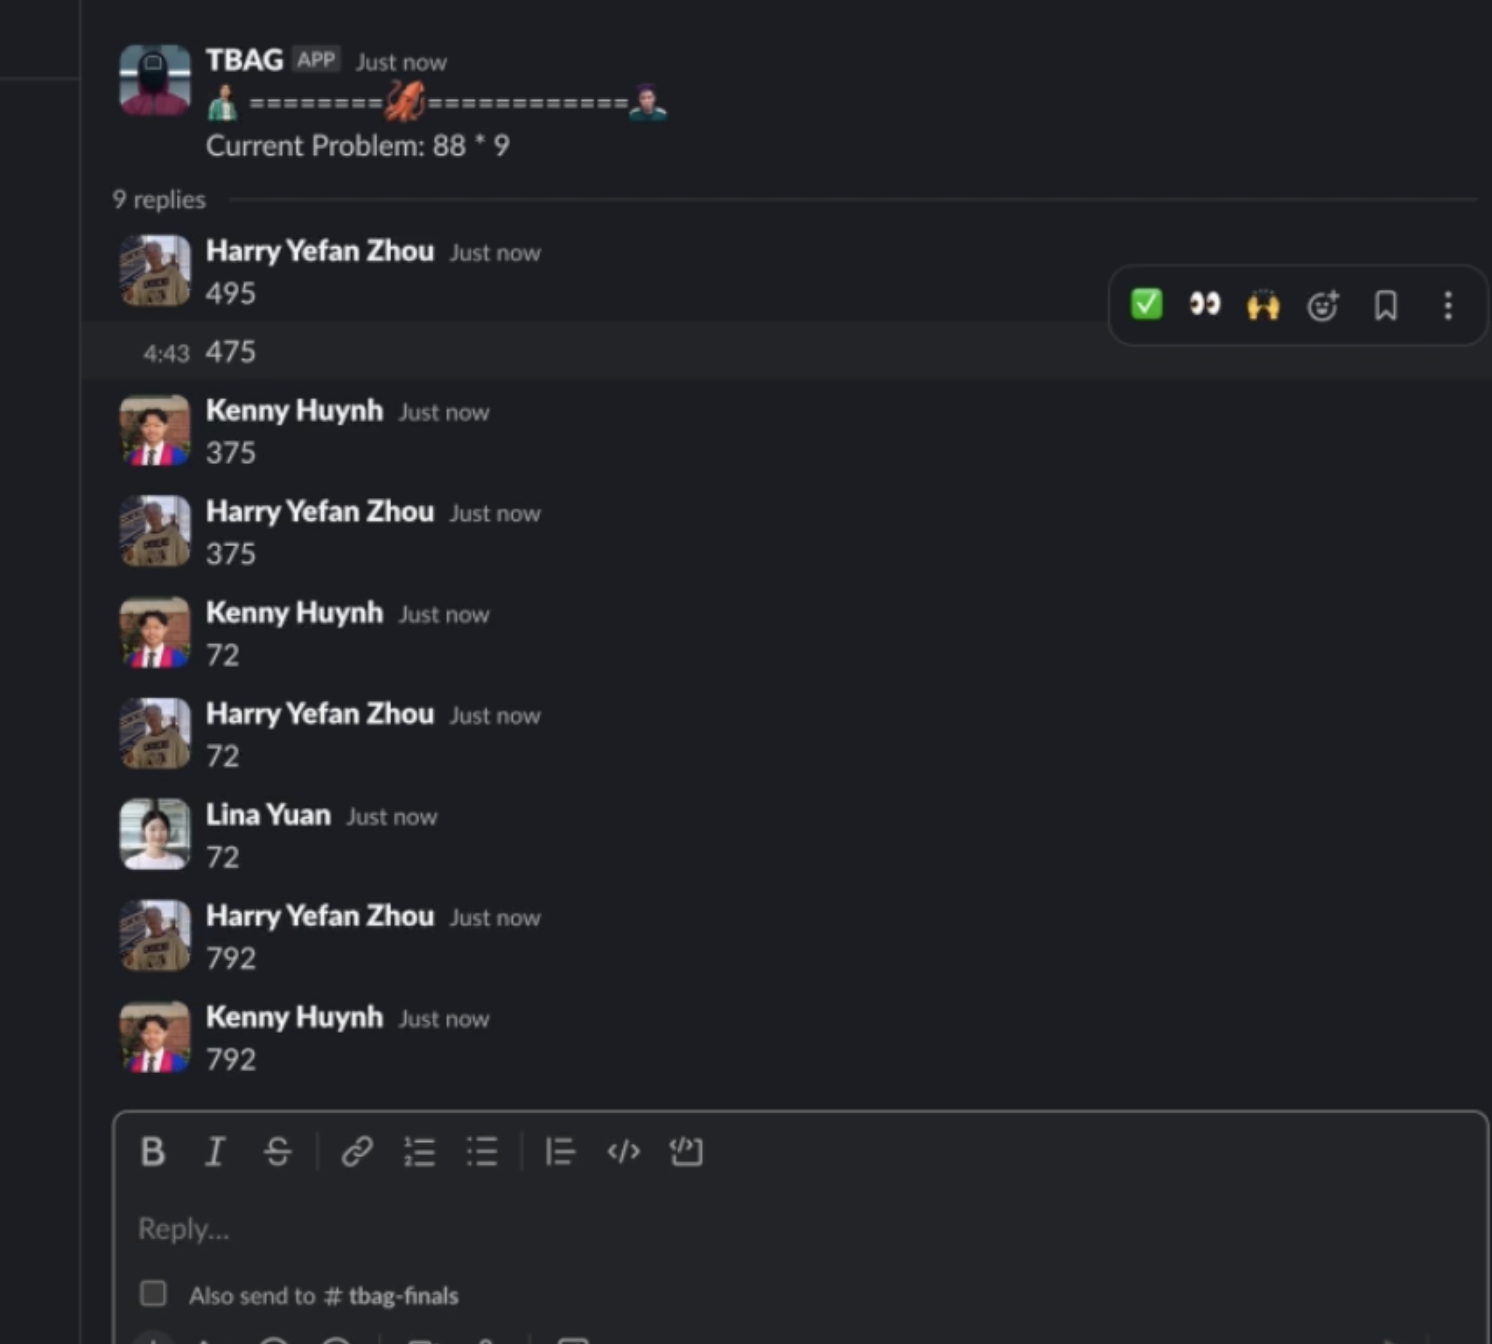 TBAG APP Just now
====================
Current Problem: 88 * 9
9 replies
Harry Yefan Zhou Just now
495
4:43 475
Kenny Huynh Just now
375
Harry Yefan Zhou Just now
375
Kenny Huynh Just now
72
Harry Yefan Zhou Just now
72
Lina Yuan Just now
72
Harry Yefan Zhou Just now
792
Kenny Huynh Just now
792
B I S
Reply...
Also send to # tbag-finals